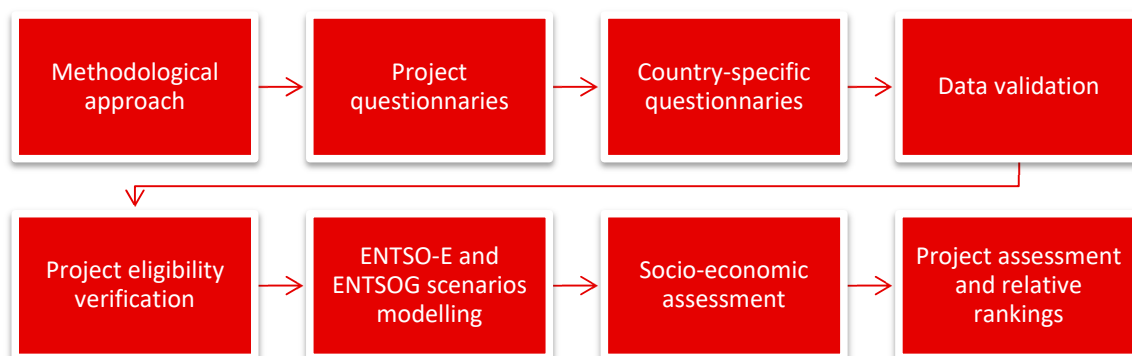 Methodological
approach
Project
questionnaries
Country-specific
questionnaries
Data validation
Project eligibility
verification
ENTSO-E and
ENTSOG scenarios
modelling
Socio-economic
assessment
Project assessment
and relative
rankings